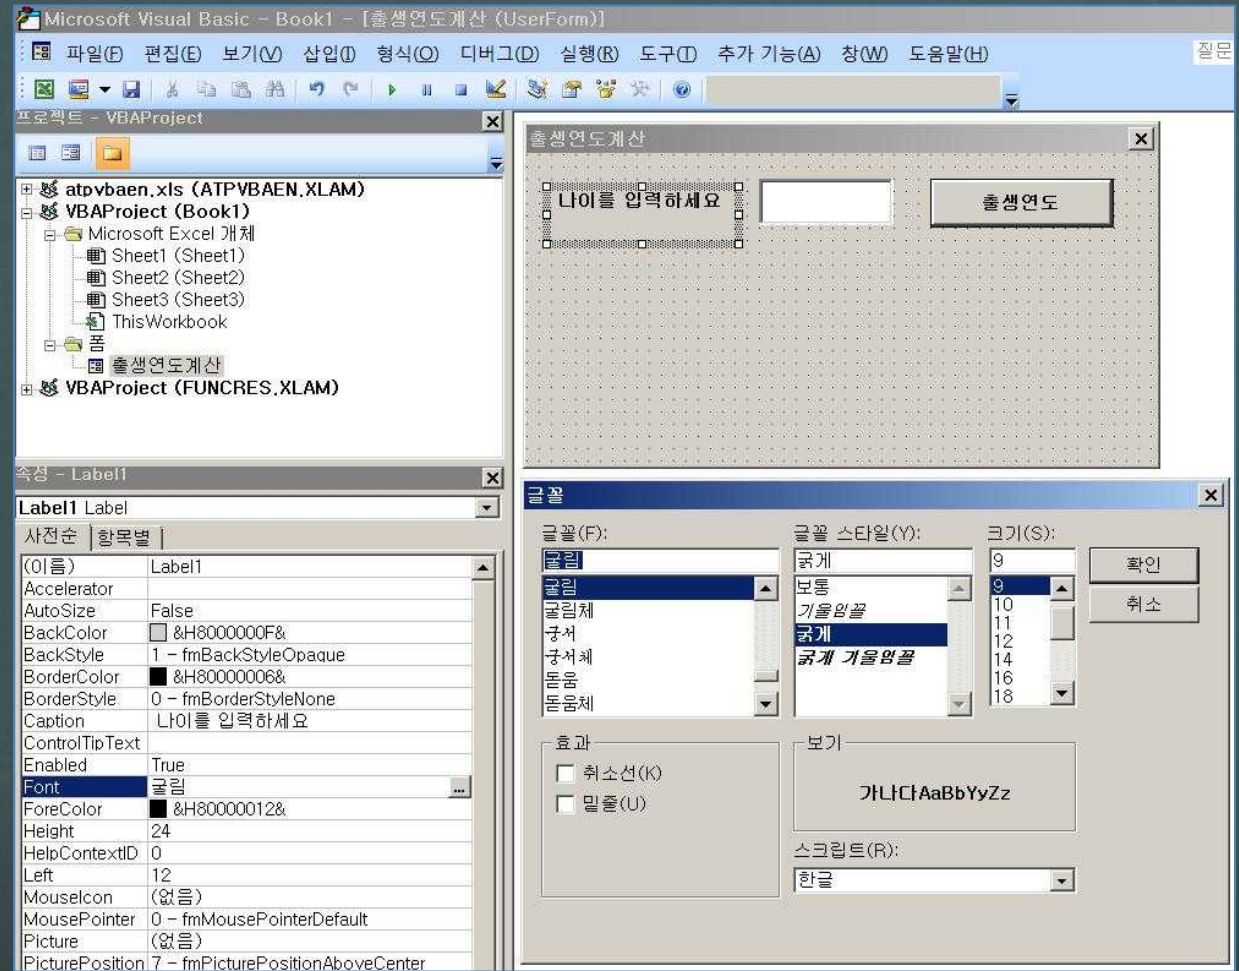 Microsoft Visual Basic - Book1 - [출생연도계산 (UserForm)]
파일(F) 편집(E) 보기(V) 삽입(I) 형식(O) 디버그(D) 실행(R) 도구(T) 추가 기능(A) 창(W) 도움말(H) 질문
프로젝트 - VBAProject
atpvbaen.xls (ATPVBAEN.XLAM)
VBAProject (Book1)
Microsoft Excel 개체
Sheet1 (Sheet1)
Sheet2 (Sheet2)
Sheet3 (Sheet3)
ThisWorkbook
폼
출생연도계산
VBAProject (FUNCRES.XLAM)
출생연도계산
나이를 입력하세요
출생연도
속성 - Label1
Label1 Label
사전순 항목별
(이름) Label1
Accelerator
AutoSize False
BackColor &H8000000F&
BackStyle 1 - fmBackStyleOpaque
BorderColor &H80000006&
BorderStyle 0 - fmBorderStyleNone
Caption 나이를 입력하세요
ControlTipText
Enabled True
Font 굴림 ...
ForeColor &H80000012&
Height 24
HelpContextID 0
Left 12
MouseIcon (없음)
MousePointer 0 - fmMousePointerDefault
Picture (없음)
PicturePosition 7 - fmPicturePositionAboveCenter
글꼴
글꼴(F):
굴림
굴림
굴림체
궁서
궁서체
돋움
돋움체
글꼴 스타일(Y):
굵게
보통
기울임꼴
굵게
굵게 기울임꼴
크기(S):
9
9
10
11
12
14
16
18
확인
취소
효과
취소선(K)
밑줄(U)
보기
가나다AaBbYyZz
스크립트(R):
한글